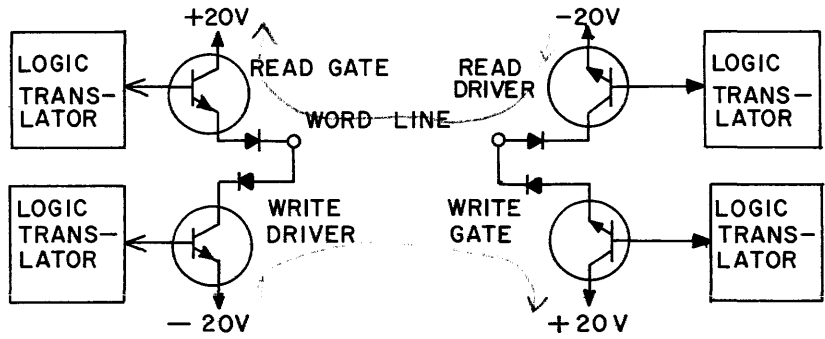 +20V
-20V
LOGIC
TRANS-
LATOR
READ GATE
READ
DRIVER
LOGIC
TRANS-
LATOR
WORD LINE
LOGIC
TRANS-
LATOR
WRITE
DRIVER
WRITE
GATE
LOGIC
TRANS-
LATOR
-20V
+20V